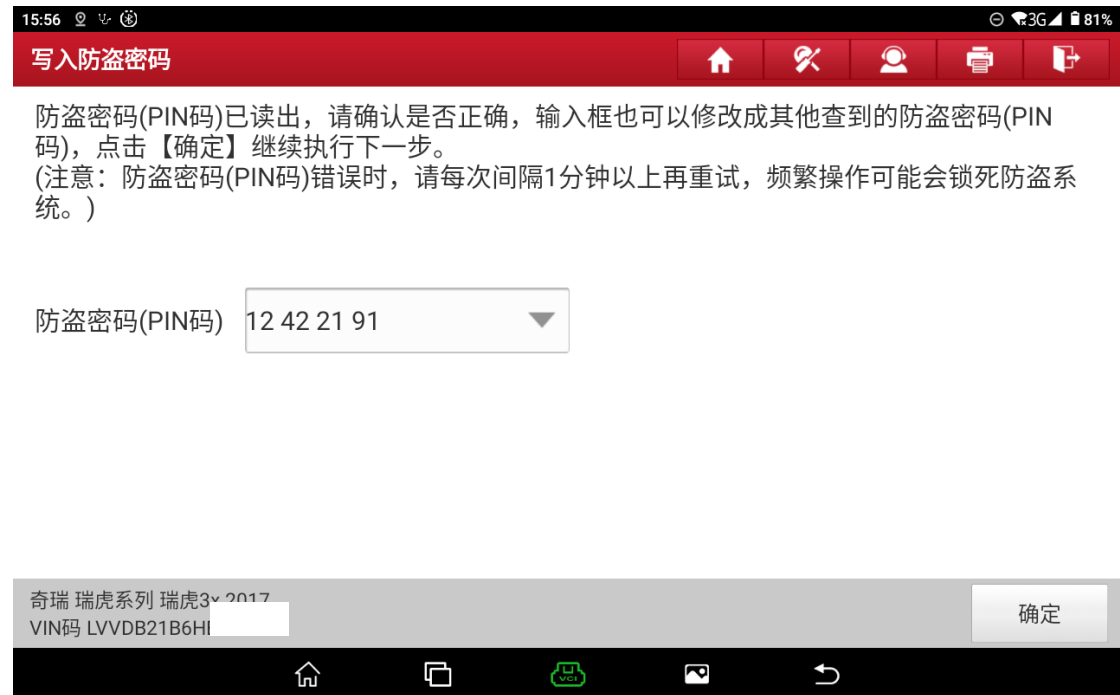 15:56 3G 81%
写入防盗密码
防盗密码(PIN码)已读出，请确认是否正确，输入框也可以修改成其他查到的防盗密码(PIN
码)，点击【确定】继续执行下一步。
(注意：防盗密码(PIN码)错误时，请每次间隔1分钟以上再重试，频繁操作可能会锁死防盗系
统。)
防盗密码(PIN码) 12 42 21 91
奇瑞 瑞虎系列 瑞虎3x 2017
VIN码 LVVDB21B6H
确定
VCI